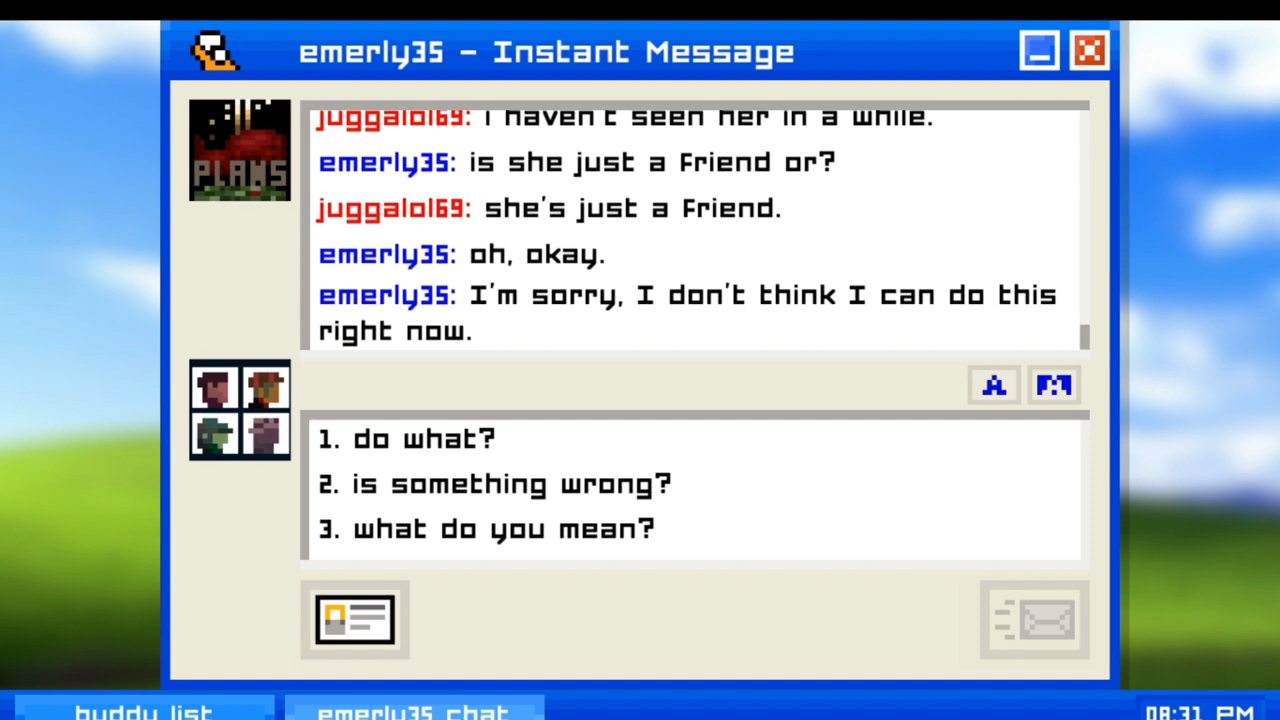 emerly35 - Instant Message
PLANS
juggalol69: i haven't seen her in a while.
emerly35: is she just a friend or?
juggalol69: she's just a friend.
emerly35: oh, okay.
emerly35: I'm sorry, I don't think I can do this
right now.
A M
1. do what?
2. is something wrong?
3. what do you mean?
buddy list emerly35 chat 08:31 PM